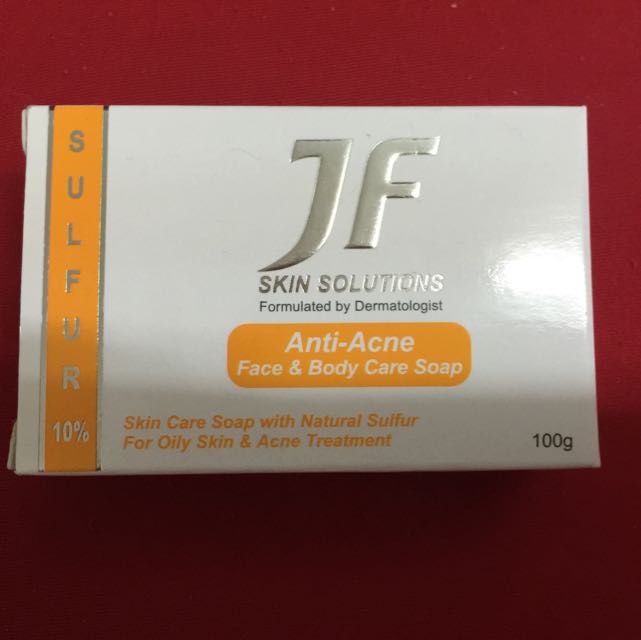 SULFUR
10%
JF
SKIN SOLUTIONS
Formulated by Dermatologist
Anti-Acne
Face & Body Care Soap
Skin Care Soap with Natural Sulfur
For Oily Skin & Acne Treatment
100g